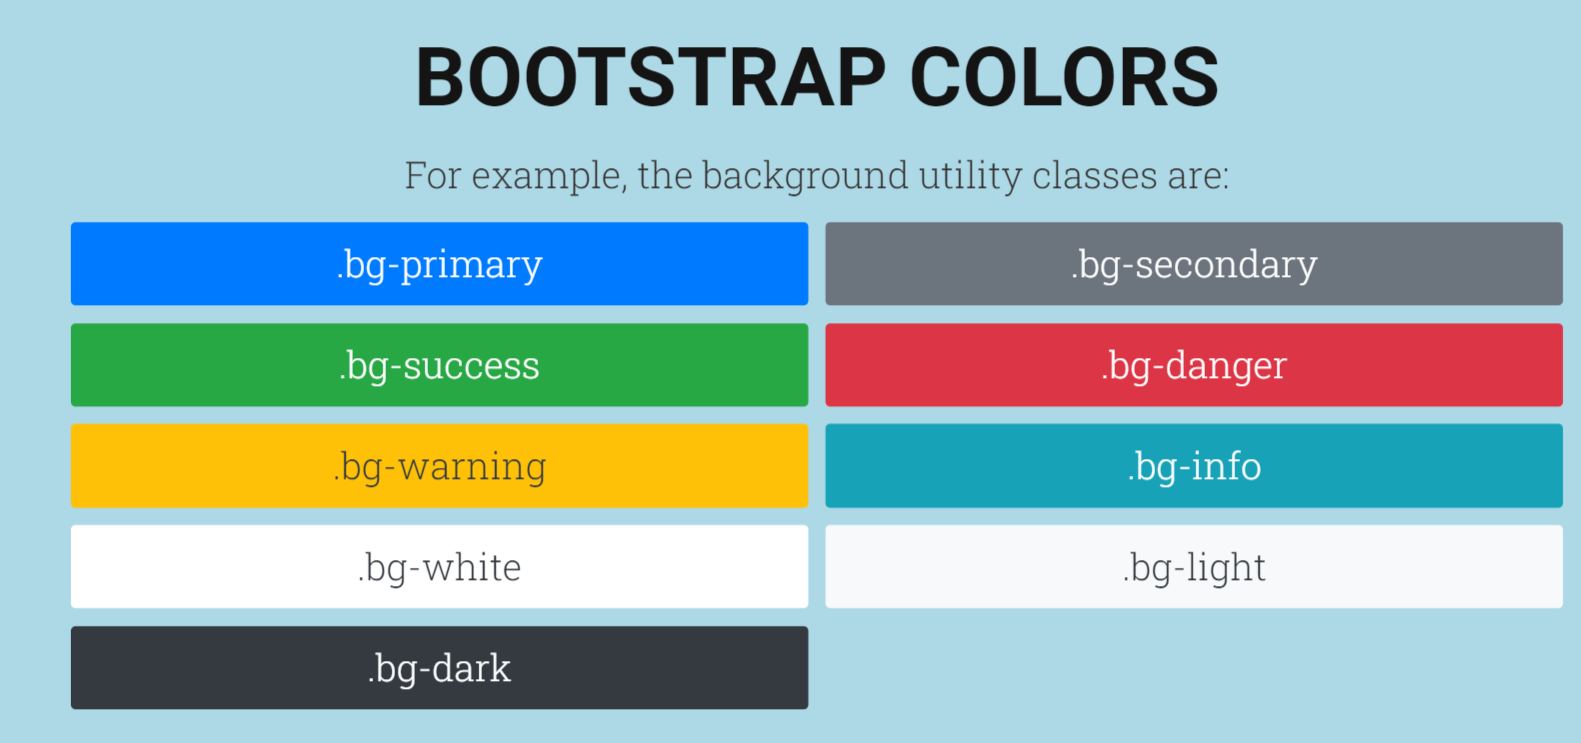 BOOTSTRAP COLORS
For example, the background utility classes are:
.bg-primary
.bg-secondary
.bg-success
.bg-danger
.bg-warning
.bg-info
.bg-white
.bg-light
.bg-dark